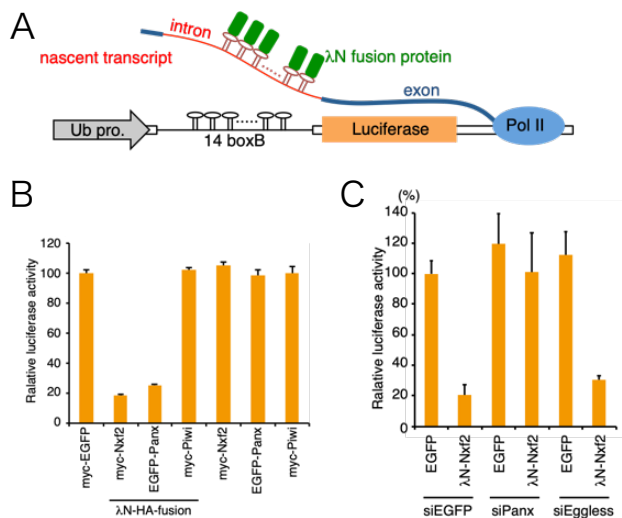 A
intron
nascent transcript
λN fusion protein
exon
Ub pro.
14 boxB
Luciferase
Pol II
B
Ralative luciferase activity
120
100
80
60
40
20
0
myc-EGFP
myc-Nxf2
EGFP-Panx
myc-Piwi
myc-Nxf2
EGFP-Panx
myc-Piwi
λN-HA-fusion
C
(%)
Ralative luciferase activity
140
120
100
80
60
40
20
0
EGFP
λN-Nxf2
EGFP
λN-Nxf2
EGFP
λN-Nxf2
siEGFP
siPanx
siEggless